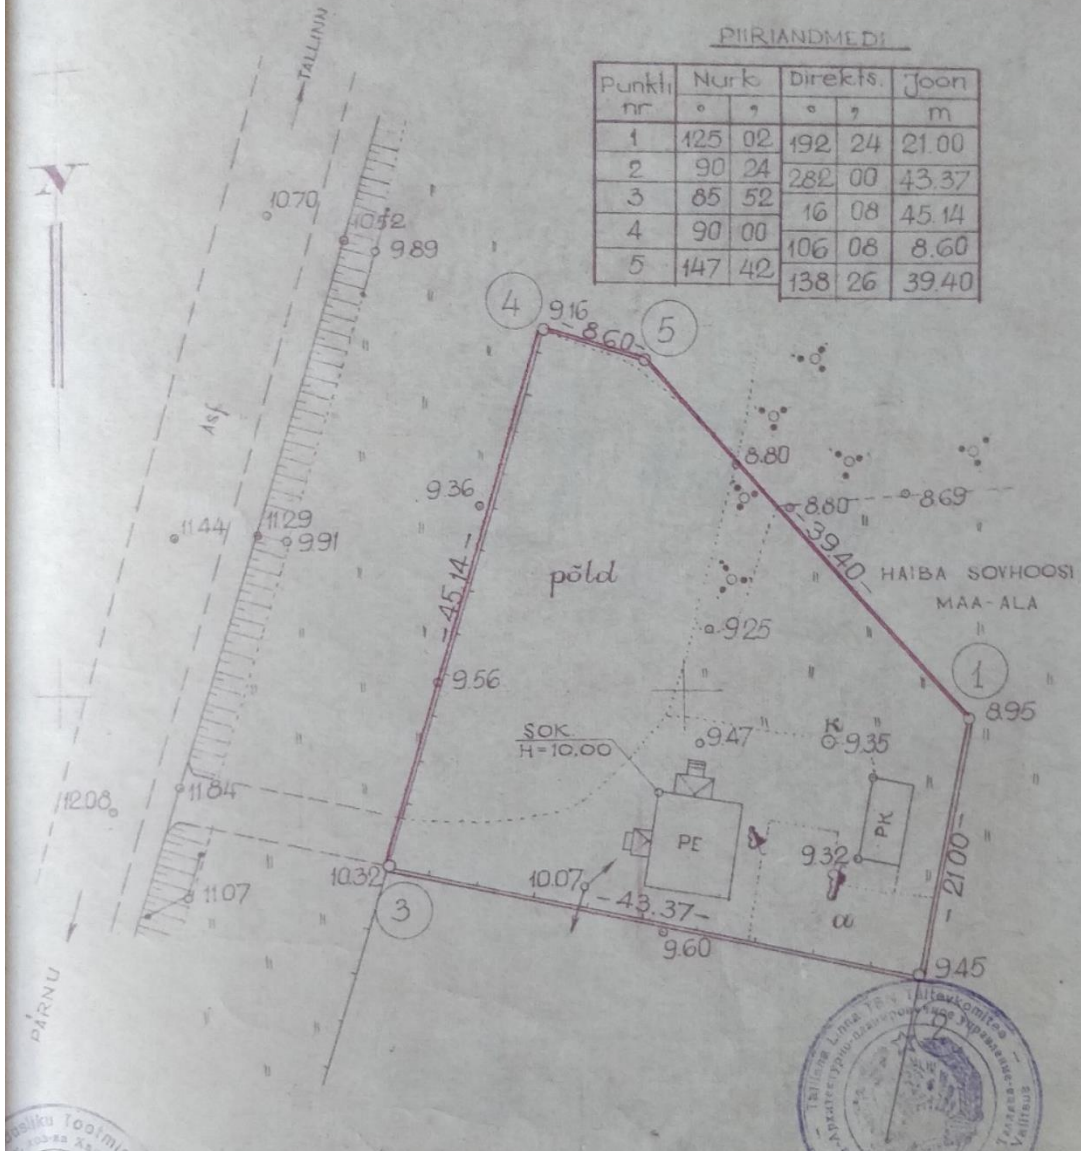 PIIRIANDMED
Punkti nr. Nurk Direkts. Joon
° , ° , m
1 125 02 192 24 21.00
2 90 24 282 00 43.37
3 85 52 16 08 45.14
4 90 00 106 08 8.60
5 147 42 138 26 39.40
TALLINN
N
10.70
10.52
9.89
4
9.16
-8.60-
5
Asf
8.80
9.36
-8.80
-8.69
11.44
11.29
9.91
-39.40-
põld
HAIBA SOVHOOSI
MAA-ALA
-45.14-
9.25
9.56
1
8.95
SOK
H=10.00
9.47
K
9.35
11.84
12.08
PE
PK
9.32
-21.00-
10.32
10.07
11.07
3
-43.37-
9.60
9.45
PÄRNU
2
Tallinna Linna TSN Täitevkomitee